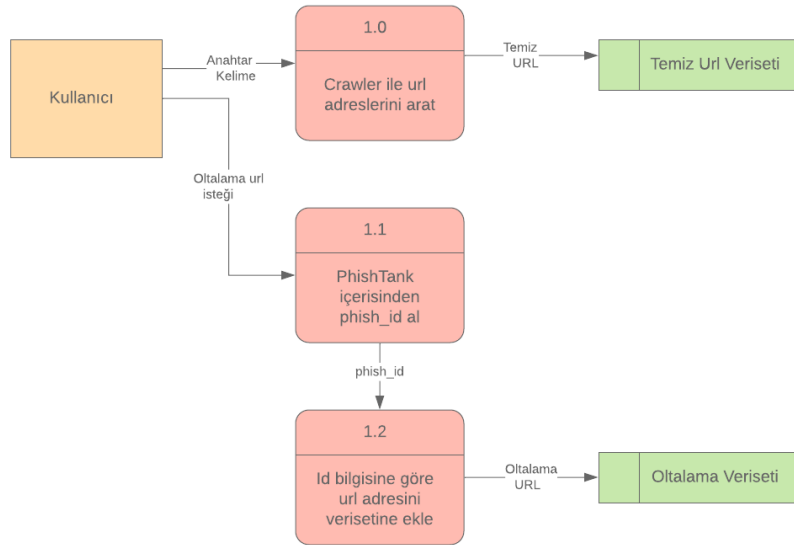 1.0
Kullanıcı
Anahtar
Kelime
Crawler ile url
adreslerini arat
Temiz
URL
Temiz Url Veriseti
Oltalama url
isteği
1.1
PhishTank
içerisinden
phish_id al
phish_id
1.2
Id bilgisine göre
url adresini
verisetine ekle
Oltalama
URL
Oltalama Veriseti